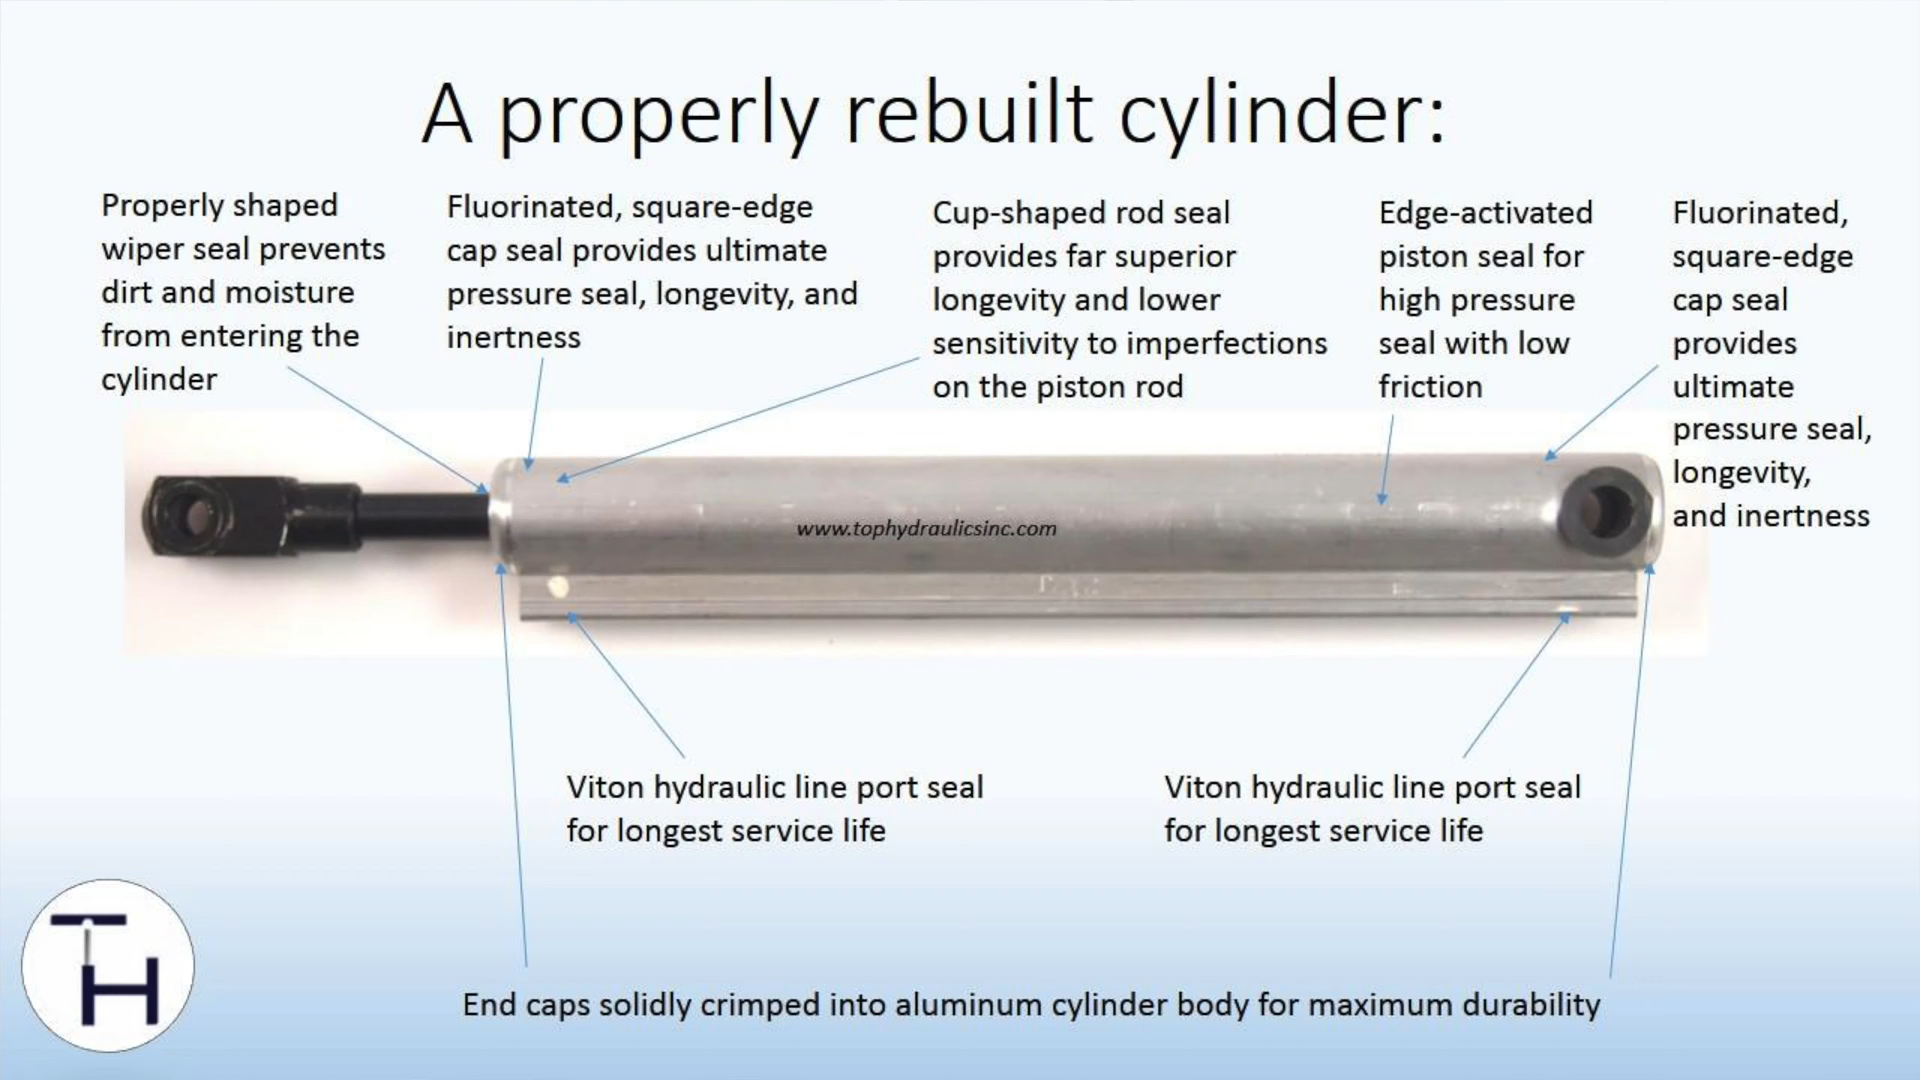 A properly rebuilt cylinder:
Properly shaped
wiper seal prevents
dirt and moisture
from entering the
cylinder
Fluorinated, square-edge
cap seal provides ultimate
pressure seal, longevity, and
inertness
Cup-shaped rod seal
provides far superior
longevity and lower
sensitivity to imperfections
on the piston rod
Edge-activated
piston seal for
high pressure
seal with low
friction
Fluorinated,
square-edge
cap seal
provides
ultimate
pressure seal,
longevity,
and inertness
www.tophydraulicsinc.com
Viton hydraulic line port seal
for longest service life
Viton hydraulic line port seal
for longest service life
End caps solidly crimped into aluminum cylinder body for maximum durability
TH